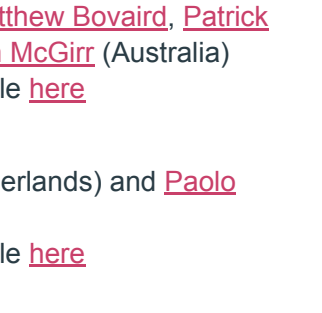 tthew Bovaird, Patrick
McGirr (Australia)
le here
erlands) and Paolo
le here